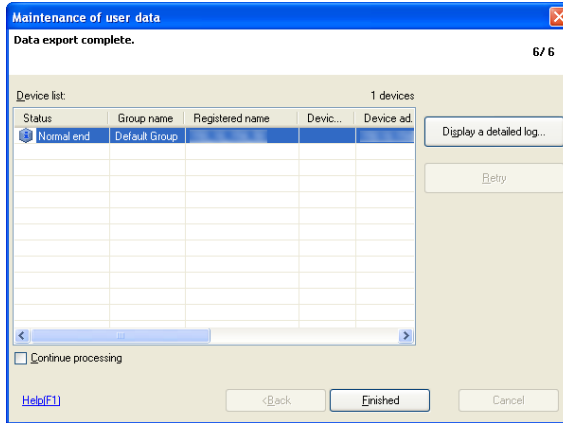 Maintenance of user data
Data export complete.
6/ 6
Device list:
1 devices
Status Group name Registered name Devic... Device ad.
Normal end Default Group
Display a detailed log...
Retry
Continue processing
Help(F1)
<Back Finished Cancel